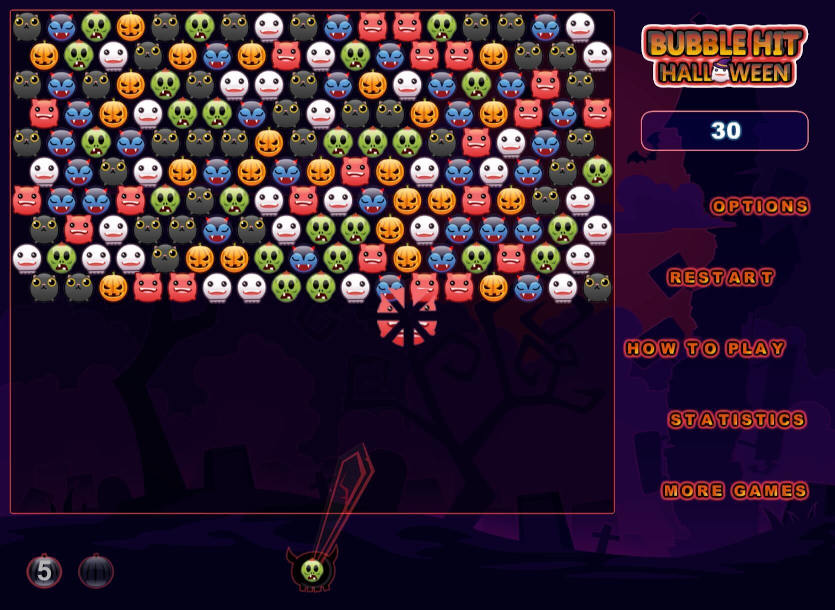 BUBBLE HIT
HALLOWEEN
30
OPTIONS
RESTART
HOW TO PLAY
STATISTICS
MORE GAMES
5